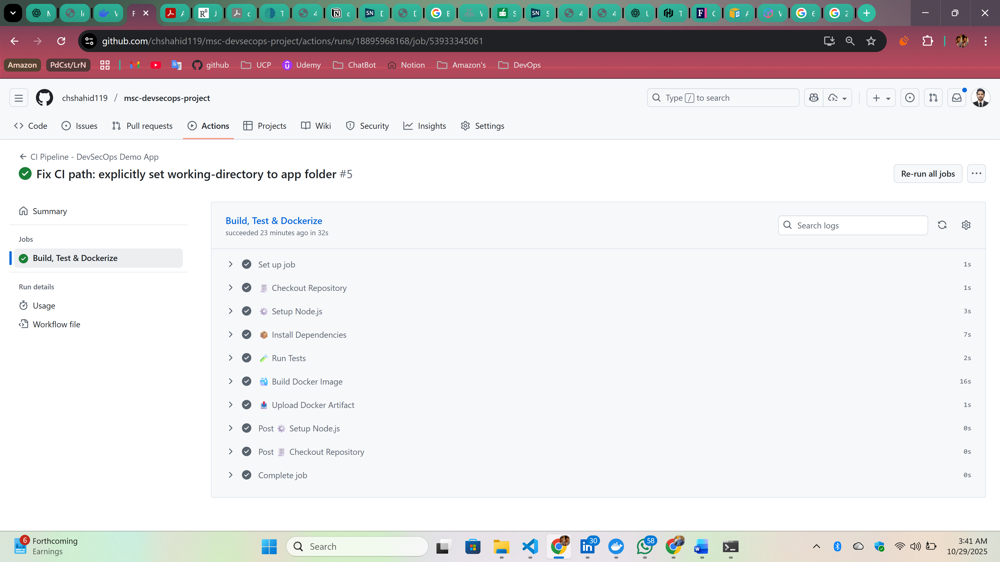 github.com/chshahid119/msc-devsecops-project/actions/runs/18895968168/job/53933345061
Amazon PdCst/LrN github UCP Udemy ChatBot Notion Amazon's DevOps
chshahid119 / msc-devsecops-project Type / to search
Code Issues Pull requests Actions Projects Wiki Security Insights Settings
CI Pipeline - DevSecOps Demo App
Fix CI path: explicitly set working-directory to app folder #5
Re-run all jobs
Summary
Jobs
Build, Test & Dockerize
Run details
Usage
Workflow file
Build, Test & Dockerize
succeeded 23 minutes ago in 32s
Search logs
Set up job 1s
Checkout Repository 1s
Setup Node.js 3s
Install Dependencies 7s
Run Tests 2s
Build Docker Image 16s
Upload Docker Artifact 1s
Post Setup Node.js 0s
Post Checkout Repository 0s
Complete job 0s
6 Forthcoming
Earnings
Search
30
58
3:41 AM
10/29/2025